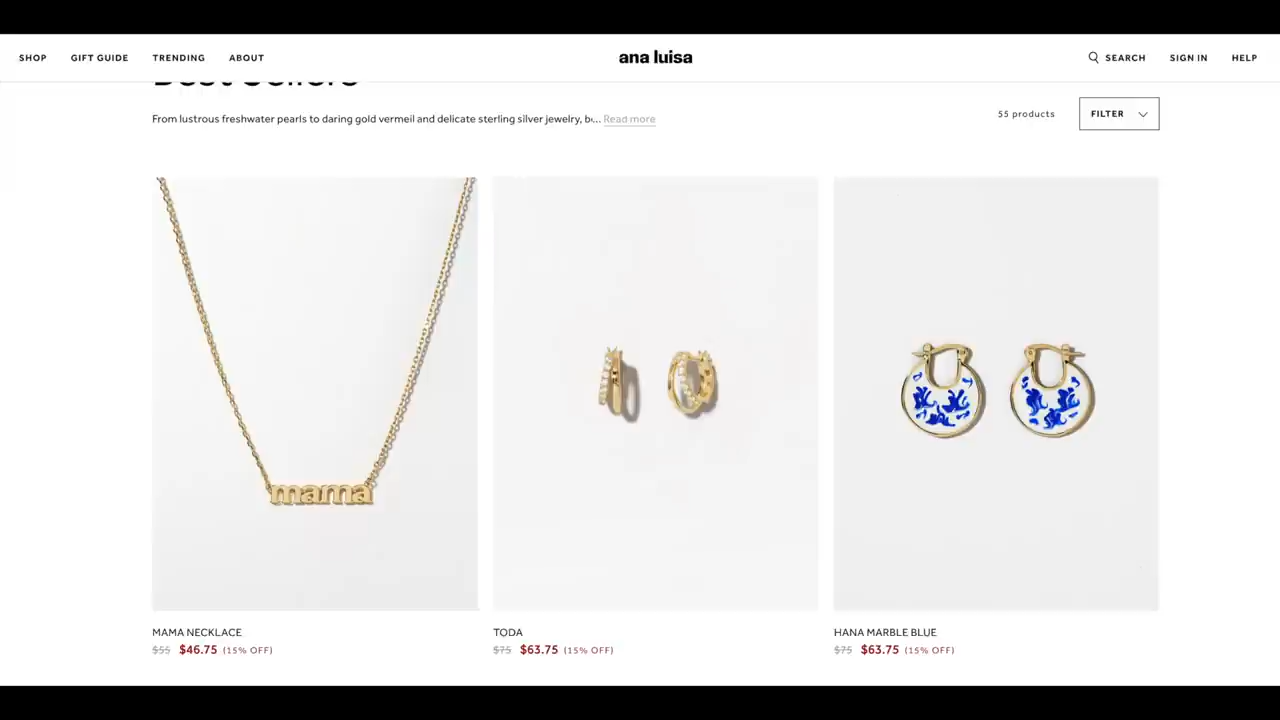 SHOP GIFT GUIDE TRENDING ABOUT ana luisa SEARCH SIGN IN HELP
Best Sellers
From lustrous freshwater pearls to daring gold vermeil and delicate sterling silver jewelry, b... Read more
55 products FILTER
mama
MAMA NECKLACE TODA HANA MARBLE BLUE
$55 $46.75 (15% OFF) $75 $63.75 (15% OFF) $75 $63.75 (15% OFF)